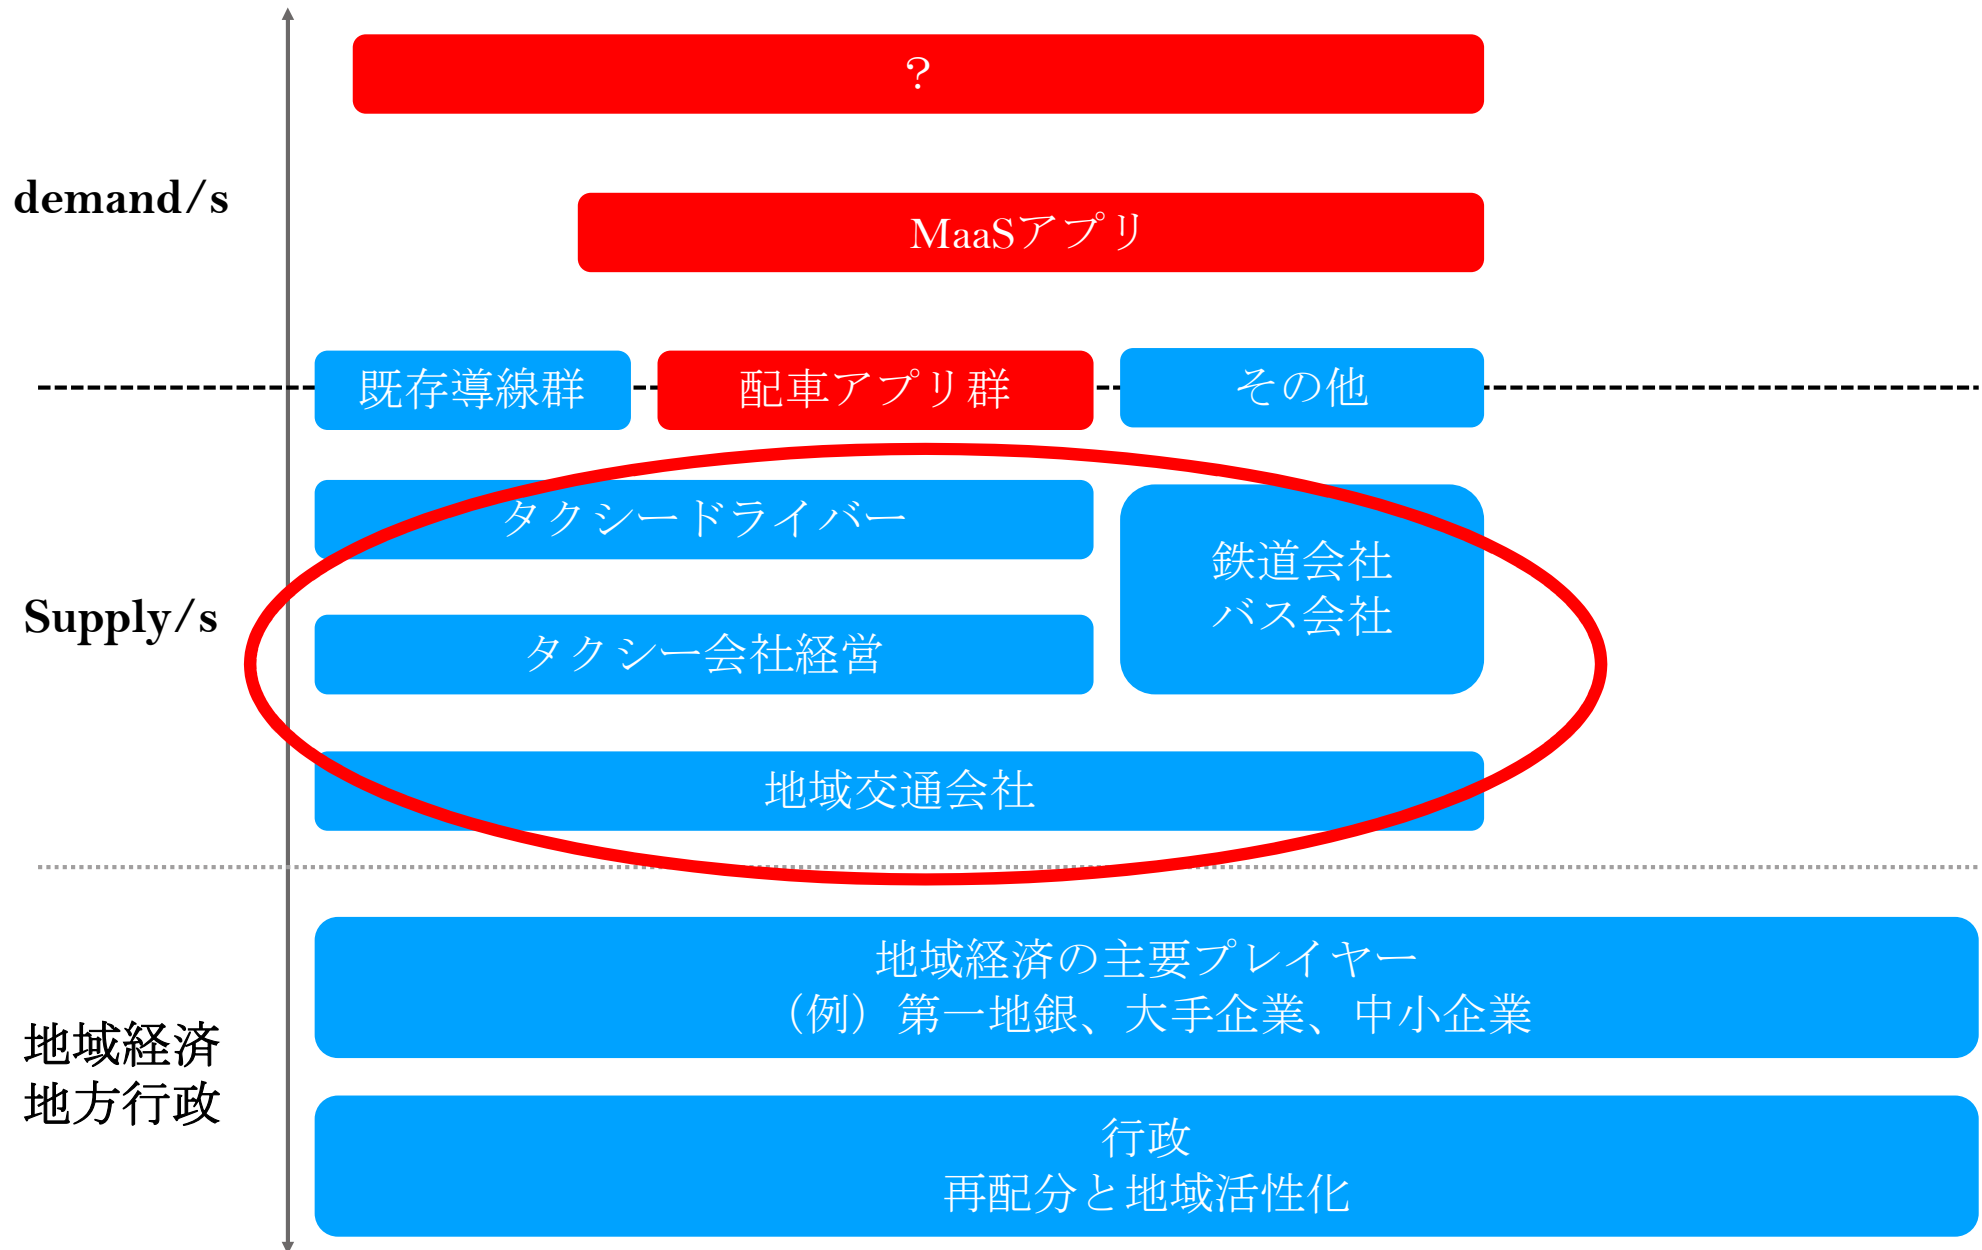 ?
demand/s
MaaSアプリ
既存導線群
配車アプリ群
その他
タクシードライバー
鉄道会社
バス会社
Supply/s
タクシー会社経営
地域交通会社
地域経済の主要プレイヤー
（例）第一地銀、大手企業、中小企業
地域経済
地方行政
行政
再配分と地域活性化